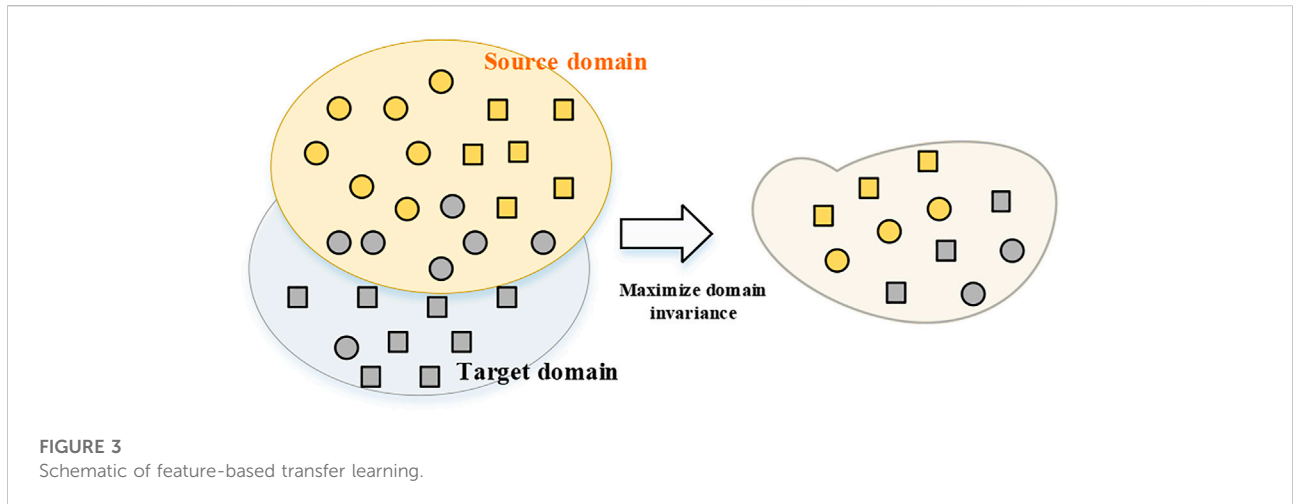 Source domain
Maximize domain
invariance
Target domain
FIGURE 3
Schematic of feature-based transfer learning.